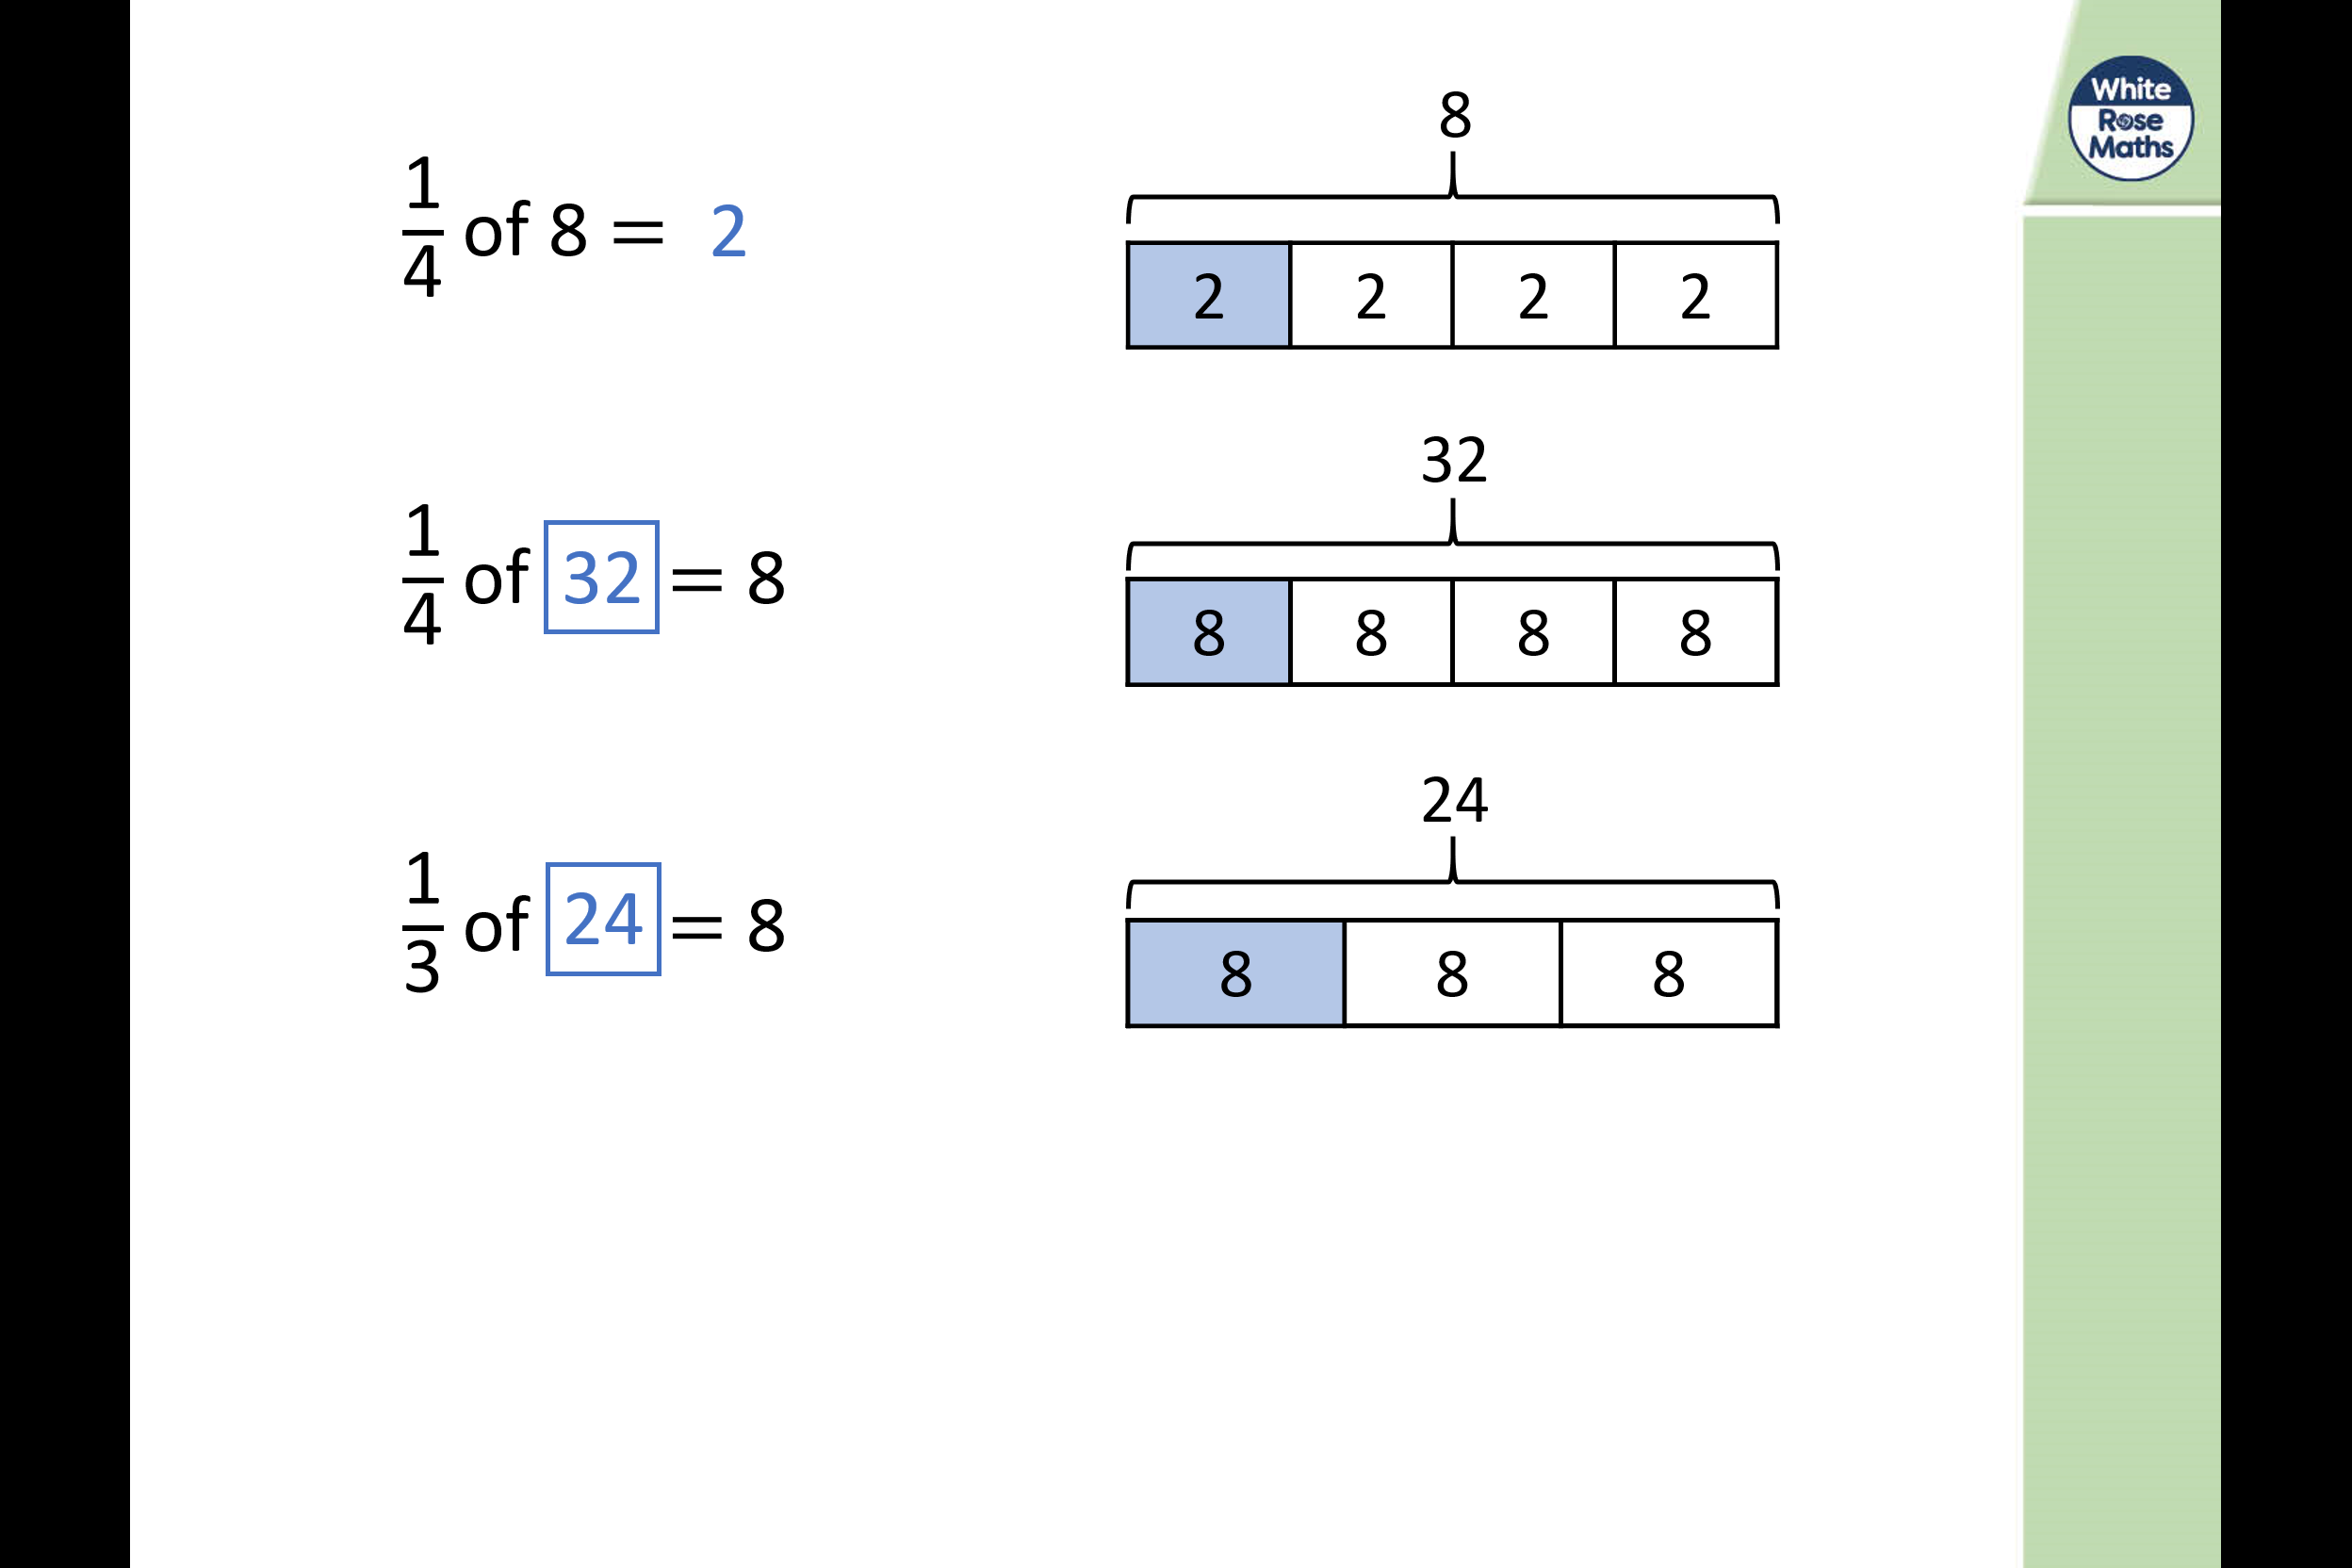 8
1/4 of 8 = 2
2 2 2 2
32
1/4 of 32 = 8
8 8 8 8
24
1/3 of 24 = 8
8 8 8
White
Rose
Maths